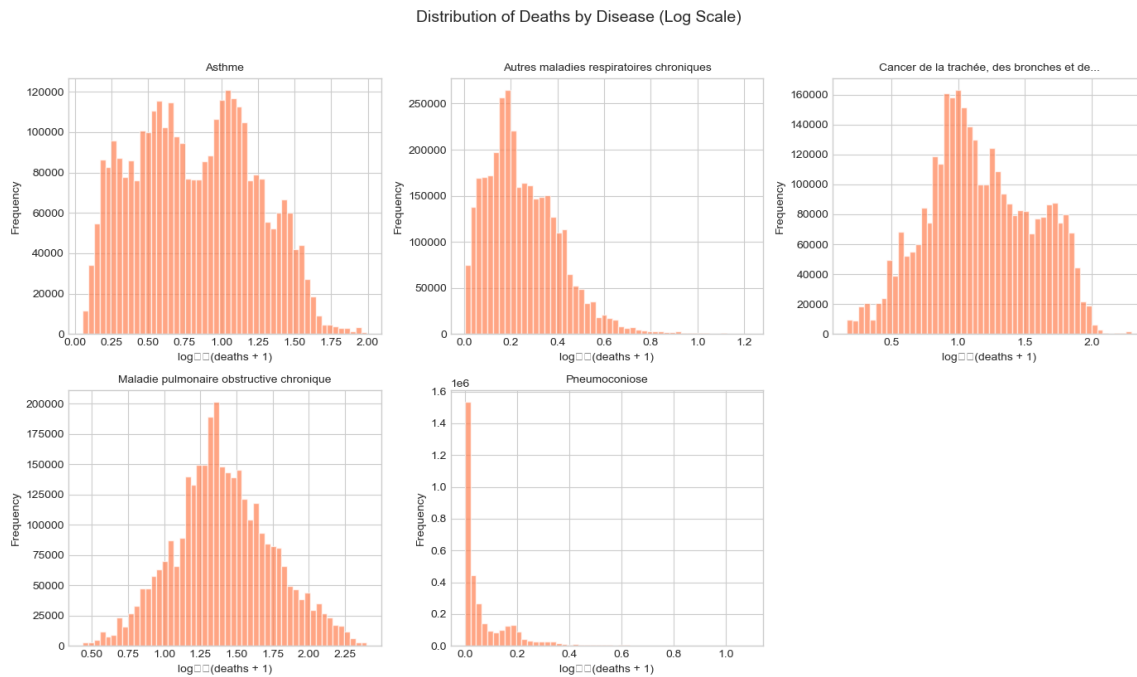 Distribution of Deaths by Disease (Log Scale)
Asthme
120000
100000
80000
60000
40000
20000
0
Frequency
0.00 0.25 0.50 0.75 1.00 1.25 1.50 1.75 2.00
log□□(deaths + 1)
Autres maladies respiratoires chroniques
250000
200000
150000
100000
50000
0
Frequency
0.0 0.2 0.4 0.6 0.8 1.0 1.2
log□□(deaths + 1)
Cancer de la trachée, des bronches et de...
160000
140000
120000
100000
80000
60000
40000
20000
0
Frequency
0.5 1.0 1.5 2.0
log□□(deaths + 1)
Maladie pulmonaire obstructive chronique
200000
175000
150000
125000
100000
75000
50000
25000
0
Frequency
0.50 0.75 1.00 1.25 1.50 1.75 2.00 2.25
log□□(deaths + 1)
Pneumoconiose
1e6
1.6
1.4
1.2
1.0
0.8
0.6
0.4
0.2
0.0
Frequency
0.0 0.2 0.4 0.6 0.8 1.0
log□□(deaths + 1)